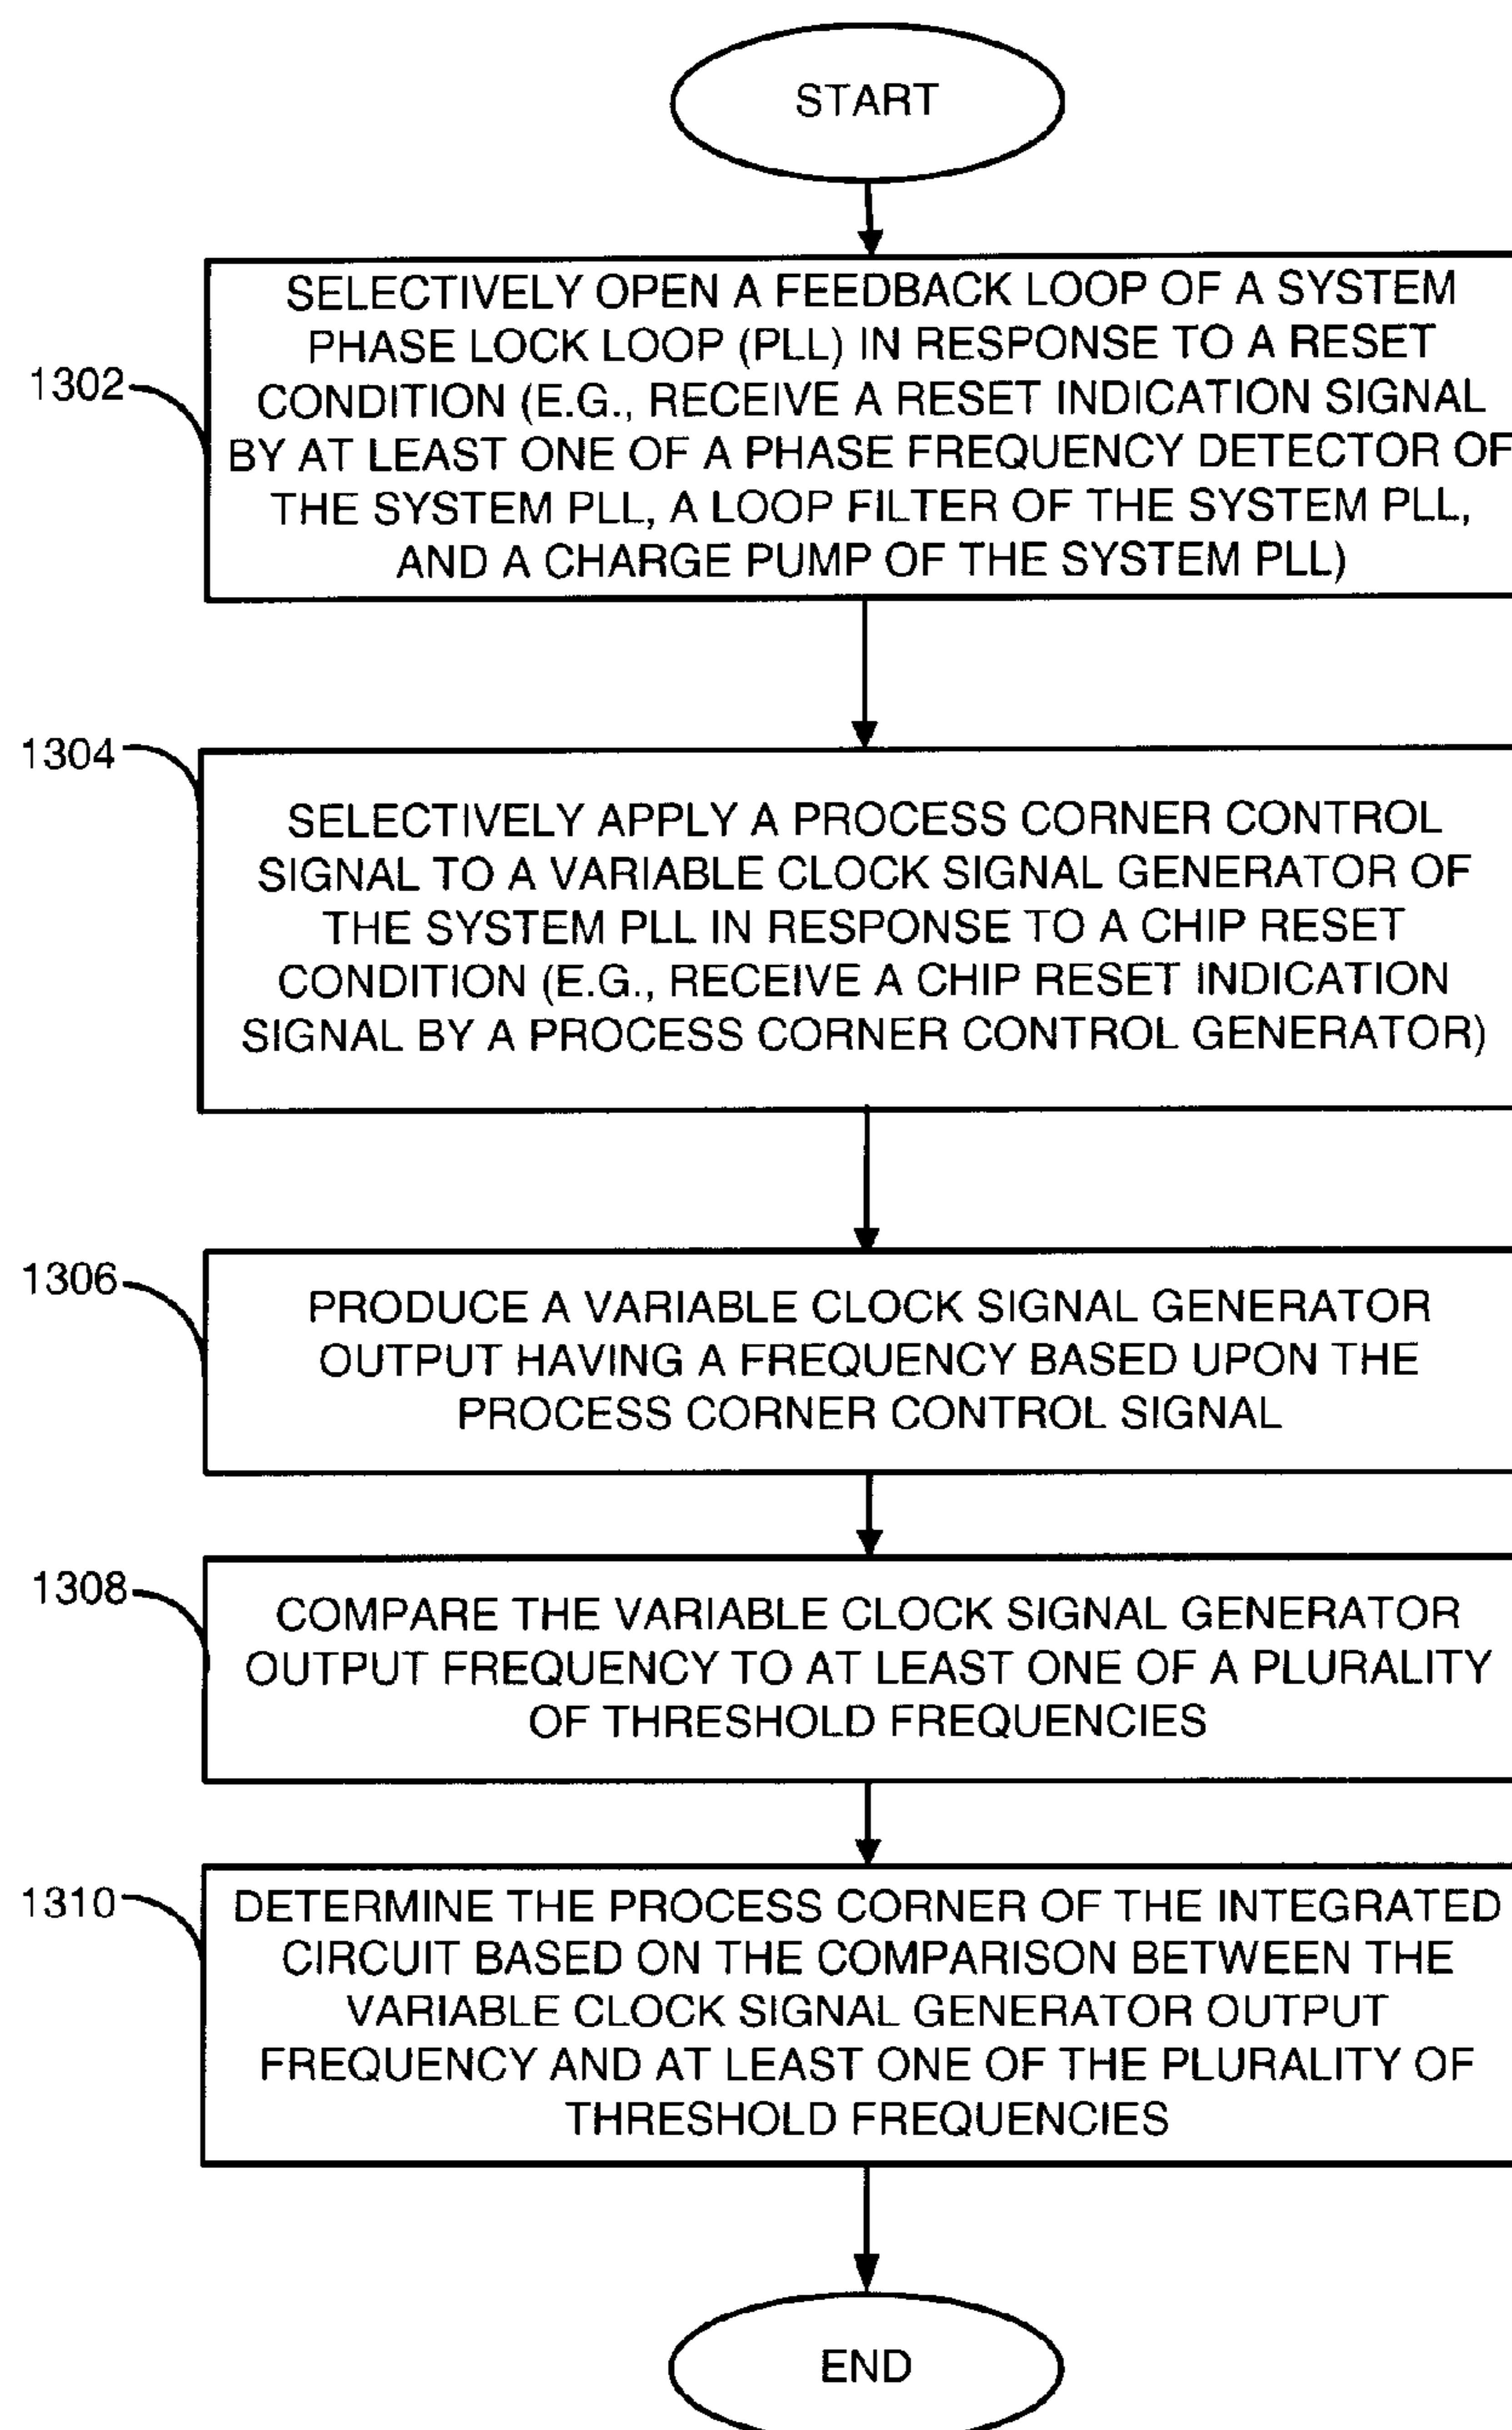 START
SELECTIVELY OPEN A FEEDBACK LOOP OF A SYSTEM
PHASE LOCK LOOP (PLL) IN RESPONSE TO A RESET
1302
CONDITION (E.G., RECEIVE A RESET INDICATION SIGNAL
BY AT LEAST ONE OF A PHASE FREQUENCY DETECTOR OF
THE SYSTEM PLL, A LOOP FILTER OF THE SYSTEM PLL,
AND A CHARGE PUMP OF THE SYSTEM PLL)
1304
SELECTIVELY APPLY A PROCESS CORNER CONTROL
SIGNAL TO A VARIABLE CLOCK SIGNAL GENERATOR OF
THE SYSTEM PLL IN RESPONSE TO A CHIP RESET
CONDITION (E.G., RECEIVE A CHIP RESET INDICATION
SIGNAL BY A PROCESS CORNER CONTROL GENERATOR)
1306
PRODUCE A VARIABLE CLOCK SIGNAL GENERATOR
OUTPUT HAVING A FREQUENCY BASED UPON THE
PROCESS CORNER CONTROL SIGNAL
1308
COMPARE THE VARIABLE CLOCK SIGNAL GENERATOR
OUTPUT FREQUENCY TO AT LEAST ONE OF A PLURALITY
OF THRESHOLD FREQUENCIES
1310
DETERMINE THE PROCESS CORNER OF THE INTEGRATED
CIRCUIT BASED ON THE COMPARISON BETWEEN THE
VARIABLE CLOCK SIGNAL GENERATOR OUTPUT
FREQUENCY AND AT LEAST ONE OF THE PLURALITY OF
THRESHOLD FREQUENCIES
END